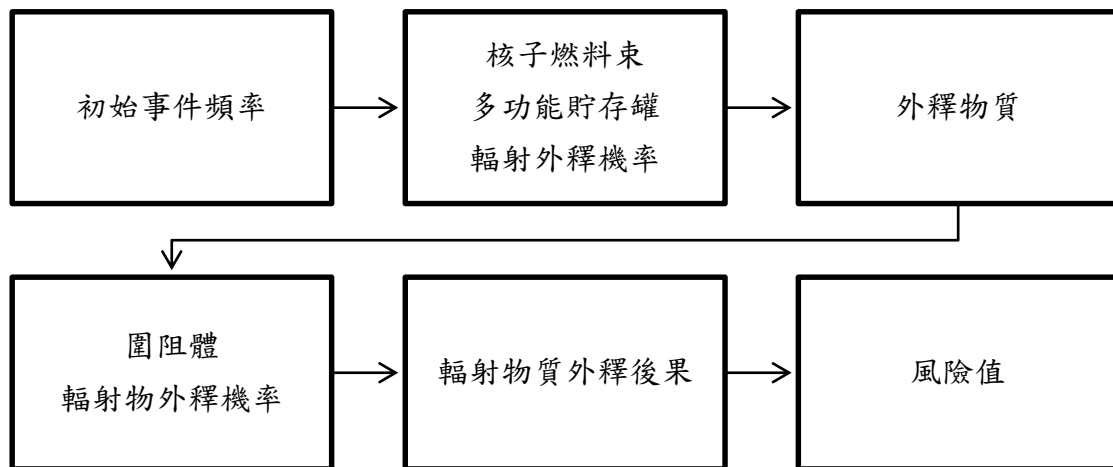 初始事件頻率
核子燃料束
多功能貯存罐
輻射外釋機率
外釋物質
圍阻體
輻射物外釋機率
輻射物質外釋後果
風險值